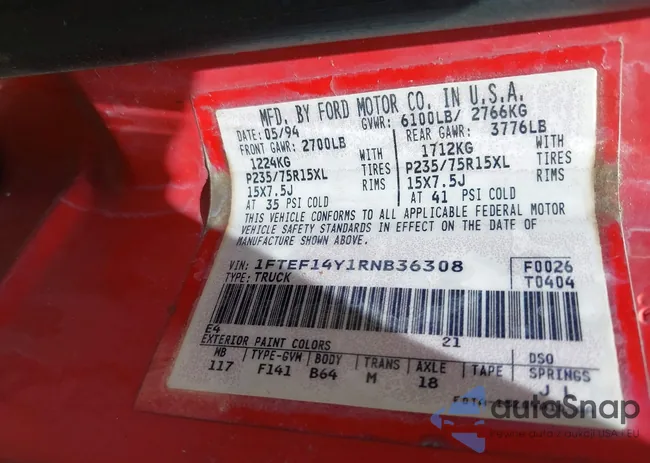 MFD. BY FORD MOTOR CO. IN U.S.A.
DATE: 05/94 GVWR: 6100LB/ 2766KG
FRONT GAWR: 2700LB REAR GAWR: 3776LB
1224KG WITH 1712KG WITH
P235/75R15XL TIRES P235/75R15XL TIRES
15X7.5J RIMS 15X7.5J RIMS
AT 35 PSI COLD AT 41 PSI COLD
THIS VEHICLE CONFORMS TO ALL APPLICABLE FEDERAL MOTOR
VEHICLE SAFETY STANDARDS IN EFFECT ON THE DATE OF
MANUFACTURE SHOWN ABOVE.
VIN: 1FTEF14Y1RNB36308 F0026
TYPE: TRUCK T0404
E4 21
EXTERIOR PAINT COLORS DSO
WB TYPE-GVM BODY TRANS AXLE TAPE SPRINGS
117 F141 B64 M 18 J L
autoSnap